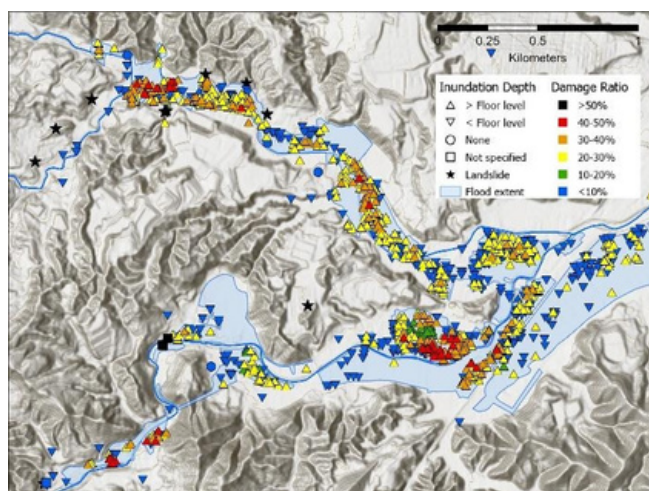 0 0.25 0.5 1
Kilometers
Inundation Depth Damage Ratio
> Floor level >50%
< Floor level 40-50%
None 30-40%
Not specified 20-30%
Landslide 10-20%
Flood extent <10%